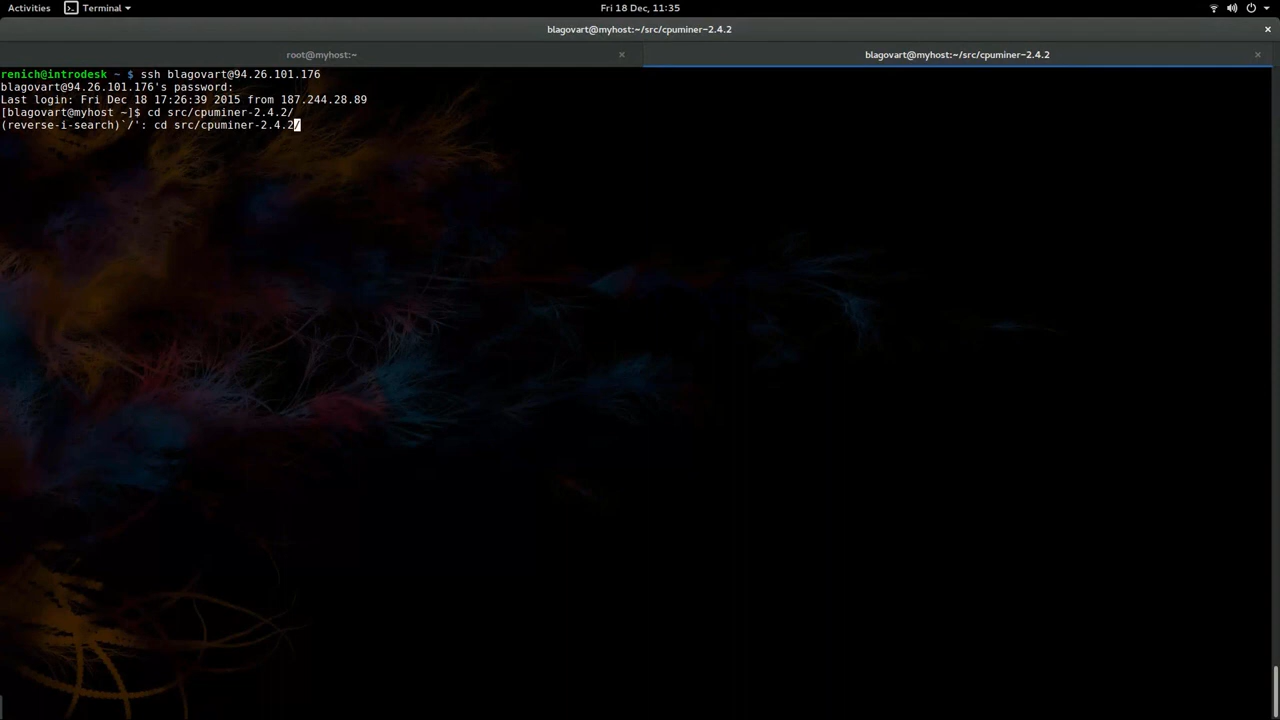 Activities Terminal Fri 18 Dec, 11:35
blagovart@myhost:~/src/cpuminer-2.4.2
root@myhost:~ × blagovart@myhost:~/src/cpuminer-2.4.2 ×
renich@introdesk ~ $ ssh blagovart@94.26.101.176
blagovart@94.26.101.176's password:
Last login: Fri Dec 18 17:26:39 2015 from 187.244.28.89
[blagovart@myhost ~]$ cd src/cpuminer-2.4.2/
(reverse-i-search)`/': cd src/cpuminer-2.4.2/